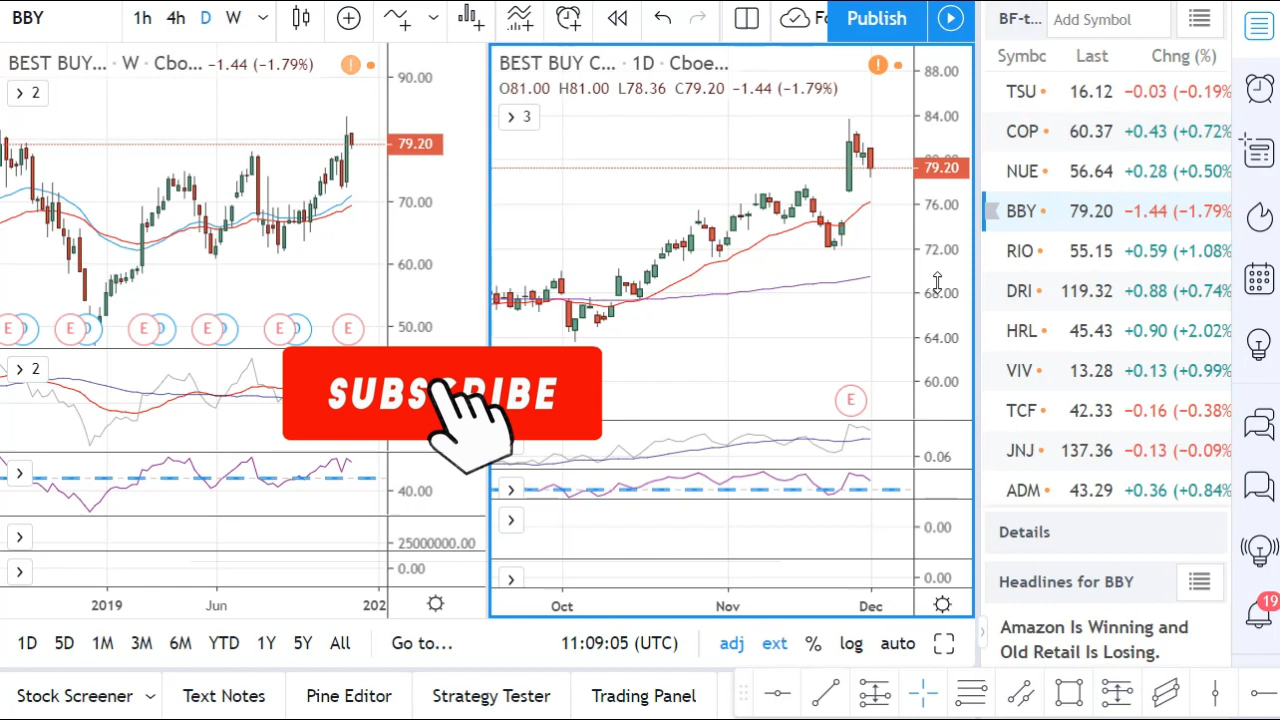 BBY 1h 4h D W Publish BF-t... Add Symbol
BEST BUY... · W · Cbo... −1.44 (−1.79%)
2
90.00
79.20
70.00
60.00
50.00
E E E E E E
2
40.00
25000000.00
0.00
2019 Jun 202
BEST BUY C... · 1D · Cboe...
O81.00 H81.00 L78.36 C79.20 −1.44 (−1.79%)
3
88.00
84.00
79.20
76.00
72.00
68.00
64.00
60.00
E
0.06
0.00
0.00
Oct Nov Dec
SUBSCRIBE
Symbc Last Chng (%)
TSU 16.12 −0.03 (−0.19%
COP 60.37 +0.43 (+0.72%
NUE 56.64 +0.28 (+0.50%
BBY 79.20 −1.44 (−1.79%
RIO 55.15 +0.59 (+1.08%
DRI 119.32 +0.88 (+0.74%
HRL 45.43 +0.90 (+2.02%
VIV 13.28 +0.13 (+0.99%
TCF 42.33 −0.16 (−0.38%
JNJ 137.36 −0.13 (−0.09%
ADM 43.29 +0.36 (+0.84%
Details
Headlines for BBY
Amazon Is Winning and
Old Retail Is Losing.
19
1D 5D 1M 3M 6M YTD 1Y 5Y All Go to... 11:09:05 (UTC) adj ext % log auto
Stock Screener Text Notes Pine Editor Strategy Tester Trading Panel